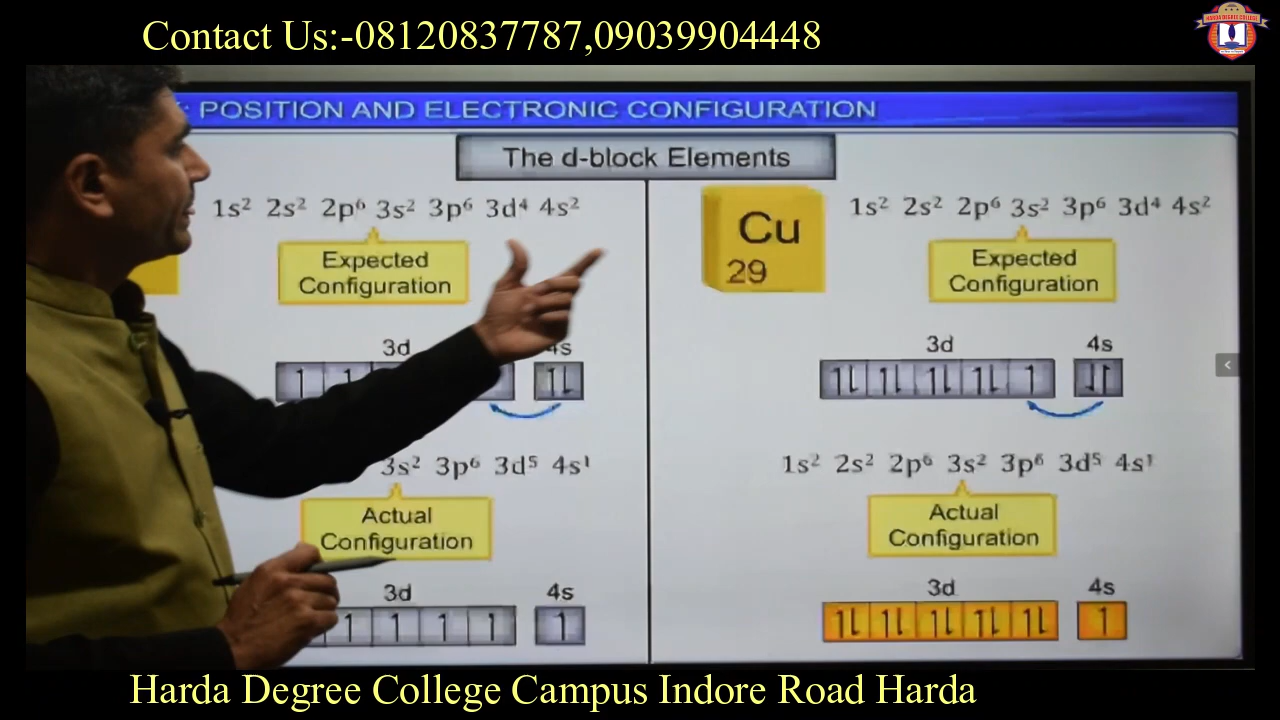 Contact Us:-08120837787,09039904448
HARDA DEGREE COLLEGE
: POSITION AND ELECTRONIC CONFIGURATION
The d-block Elements
1s² 2s² 2p⁶ 3s² 3p⁶ 3d⁴ 4s²
Expected
Configuration
3d 4s
3s² 3p⁶ 3d⁵ 4s¹
Actual
Configuration
3d 4s
Cu
29
1s² 2s² 2p⁶ 3s² 3p⁶ 3d⁴ 4s²
Expected
Configuration
3d 4s
1s² 2s² 2p⁶ 3s² 3p⁶ 3d⁵ 4s¹
Actual
Configuration
3d 4s
Harda Degree College Campus Indore Road Harda